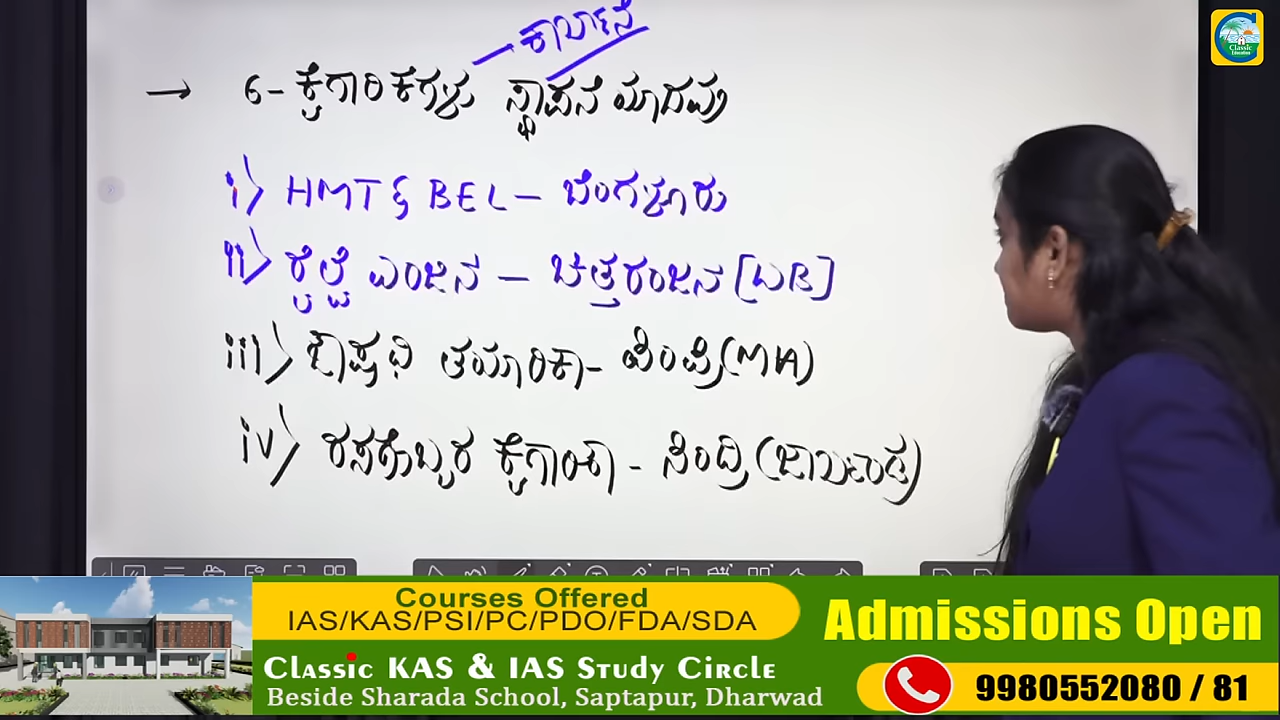 ಕಾರ್ಖಾನೆ
→ 6 - ಕೈಗಾರಿಕೆಗಳು ಸ್ಥಾಪನೆ ಮಾಡಿದವು
i) HMT & BEL – ಬೆಂಗಳೂರು
ii) ರೈಲ್ವೆ ಎಂಜಿನ – ಚಿತ್ತರಂಜನ [WB]
iii) ಔಷಧಿ ತಯಾರಿಕಾ – ಪಿಂಪ್ರಿ (MH)
iv) ರಸಗೊಬ್ಬರ ಕೈಗಾರಿಕಾ - ಸಿಂದ್ರಿ (ಜಾರ್ಖಂಡ)
Classic
Education
Courses Offered
IAS/KAS/PSI/PC/PDO/FDA/SDA
Classic KAS & IAS Study Circle
Beside Sharada School, Saptapur, Dharwad
Admissions Open
9980552080 / 81